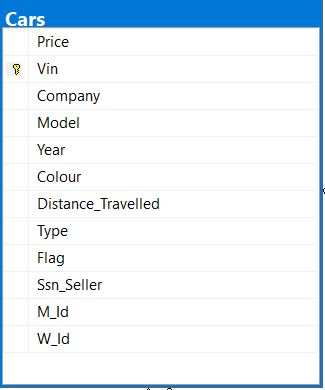 Cars
Price
Vin
Company
Model
Year
Colour
Distance_Travelled
Type
Flag
Ssn_Seller
M_Id
W_Id